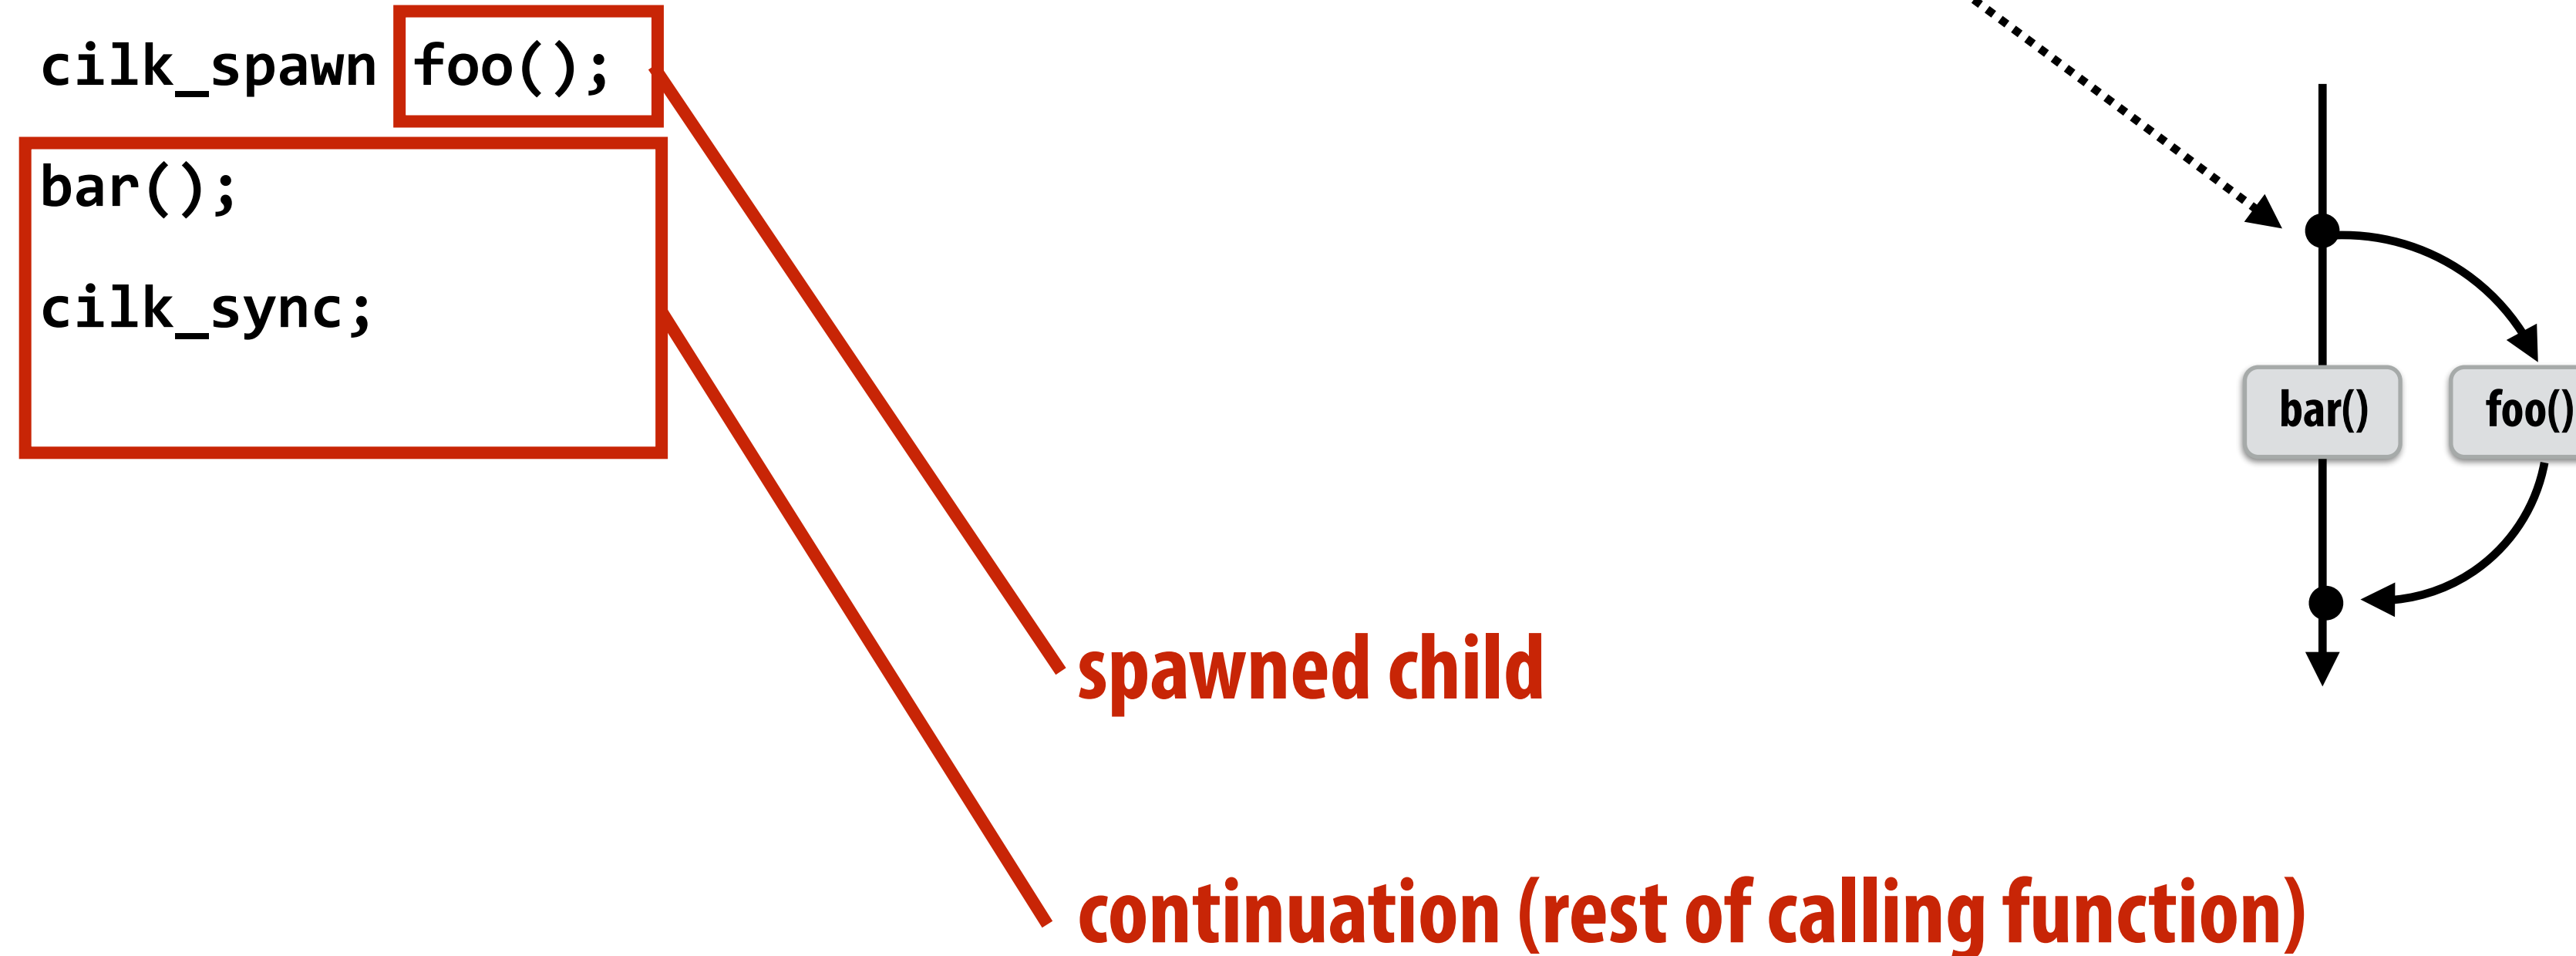 cilk_spawn foo();
bar();
cilk_sync;
bar()
foo()
spawned child
continuation (rest of calling function)